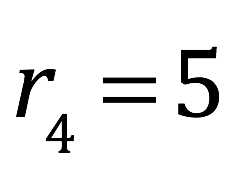 r₄ = 5